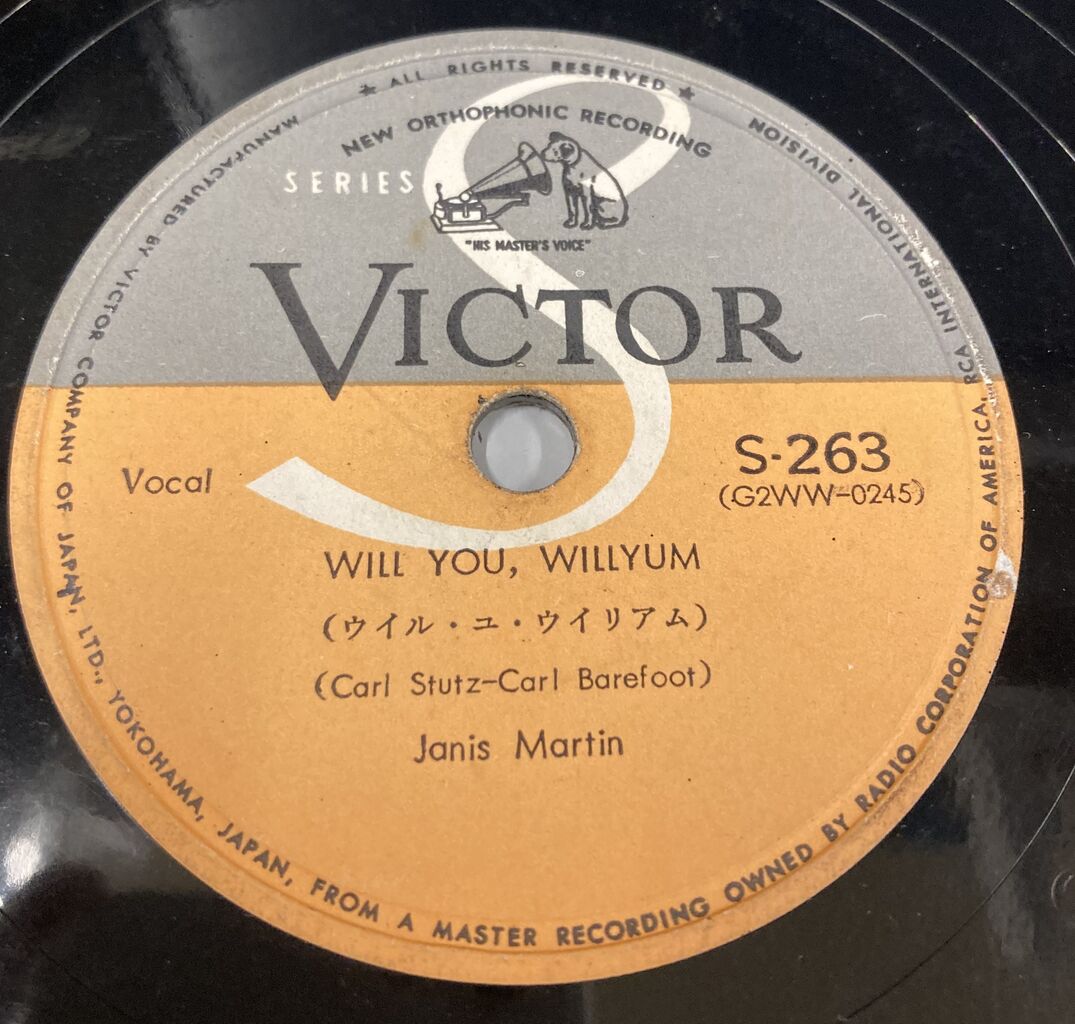 ★ ALL RIGHTS RESERVED ★
NEW ORTHOPHONIC RECORDING
SERIES S
"HIS MASTER'S VOICE"
VICTOR
Vocal
S-263
(G2WW-0245)
WILL YOU, WILLYUM
(ウイル・ユ・ウイリアム)
(Carl Stutz-Carl Barefoot)
Janis Martin
MANUFACTURED BY VICTOR COMPANY OF JAPAN, LTD., YOKOHAMA, JAPAN, FROM A MASTER RECORDING OWNED BY RADIO CORPORATION OF AMERICA, RCA INTERNATIONAL DIVISION